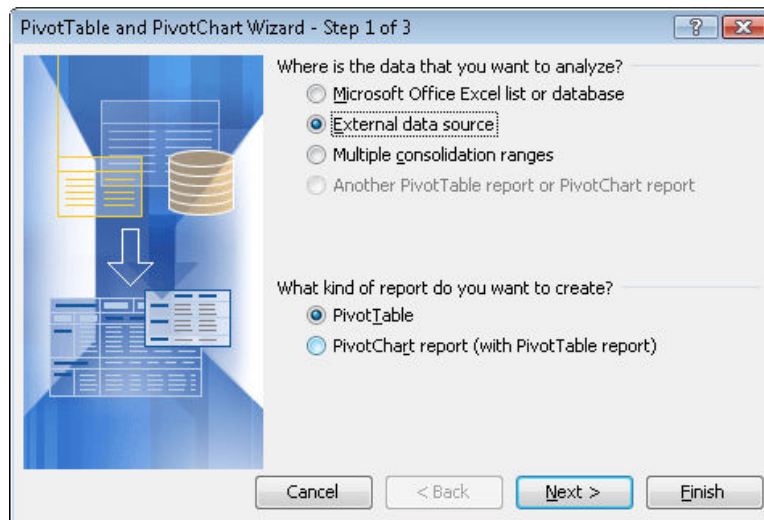 PivotTable and PivotChart Wizard - Step 1 of 3
Where is the data that you want to analyze?
Microsoft Office Excel list or database
External data source
Multiple consolidation ranges
Another PivotTable report or PivotChart report
What kind of report do you want to create?
PivotTable
PivotChart report (with PivotTable report)
Cancel
< Back
Next >
Finish